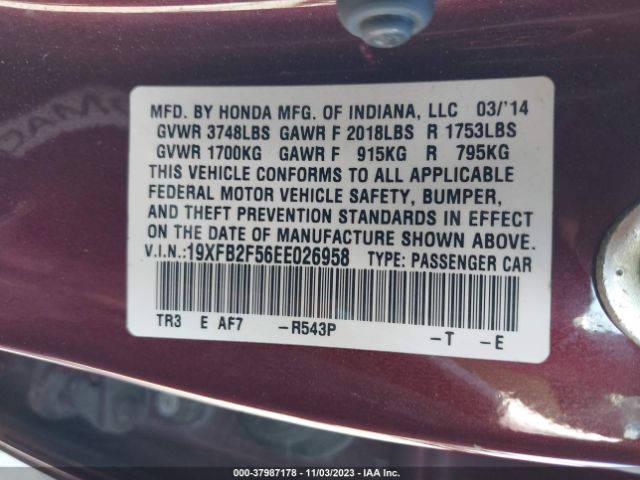 MFD. BY HONDA MFG. OF INDIANA, LLC 03/'14
GVWR 3748LBS GAWR F 2018LBS R 1753LBS
GVWR 1700KG GAWR F 915KG R 795KG
THIS VEHICLE CONFORMS TO ALL APPLICABLE
FEDERAL MOTOR VEHICLE SAFETY, BUMPER,
AND THEFT PREVENTION STANDARDS IN EFFECT
ON THE DATE OF MANUFACTURE SHOWN ABOVE.
V.I.N.: 19XFB2F56EE026958 TYPE: PASSENGER CAR
TR3 E AF7 -R543P -T -E
000-37987178 - 11/03/2023 - IAA Inc.